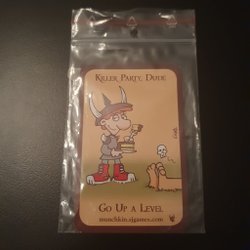 Killer Party, Dude
Go Up a Level
munchkin.sjgames.com